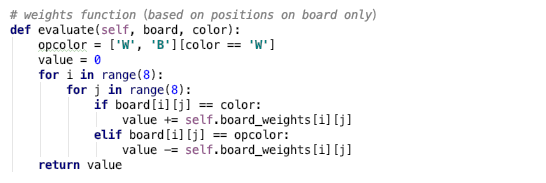 # weights function (based on positions on board only)
def evaluate(self, board, color):
    opcolor = ['W', 'B'][color == 'W']
    value = 0
    for i in range(8):
        for j in range(8):
            if board[i][j] == color:
                value += self.board_weights[i][j]
            elif board[i][j] == opcolor:
                value -= self.board_weights[i][j]
    return value